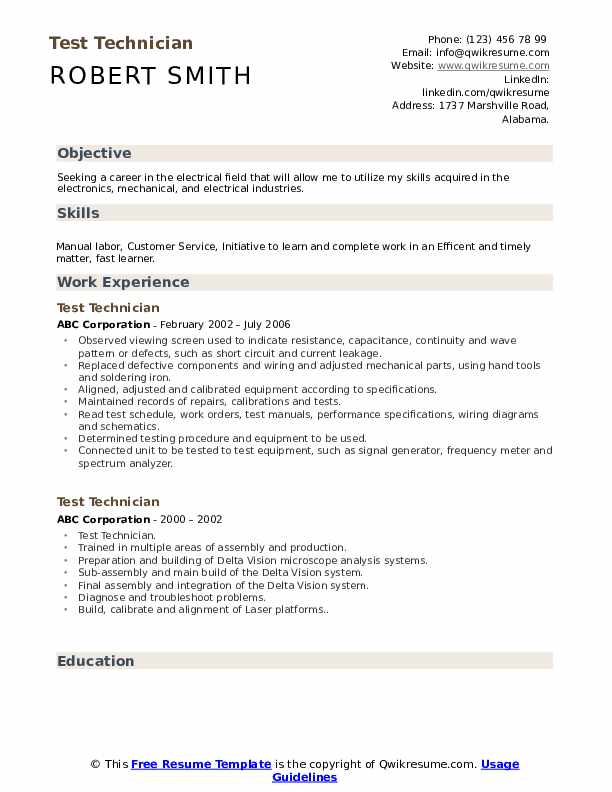 Test Technician
ROBERT SMITH
Phone: (123) 456 78 99
Email: info@qwikresume.com
Website: www.qwikresume.com
LinkedIn:
linkedin.com/qwikresume
Address: 1737 Marshville Road,
Alabama.
Objective
Seeking a career in the electrical field that will allow me to utilize my skills acquired in the
electronics, mechanical, and electrical industries.
Skills
Manual labor, Customer Service, Initiative to learn and complete work in an Efficent and timely
matter, fast learner.
Work Experience
Test Technician
ABC Corporation - February 2002 – July 2006
• Observed viewing screen used to indicate resistance, capacitance, continuity and wave
pattern or defects, such as short circuit and current leakage.
• Replaced defective components and wiring and adjusted mechanical parts, using hand tools
and soldering iron.
• Aligned, adjusted and calibrated equipment according to specifications.
• Maintained records of repairs, calibrations and tests.
• Read test schedule, work orders, test manuals, performance specifications, wiring diagrams
and schematics.
• Determined testing procedure and equipment to be used.
• Connected unit to be tested to test equipment, such as signal generator, frequency meter and
spectrum analyzer.
Test Technician
ABC Corporation - 2000 – 2002
• Test Technician.
• Trained in multiple areas of assembly and production.
• Preparation and building of Delta Vision microscope analysis systems.
• Sub-assembly and main build of the Delta Vision system.
• Final assembly and integration of the Delta Vision system.
• Diagnose and troubleshoot problems.
• Build, calibrate and alignment of Laser platforms..
Education
© This Free Resume Template is the copyright of Qwikresume.com. Usage
Guidelines